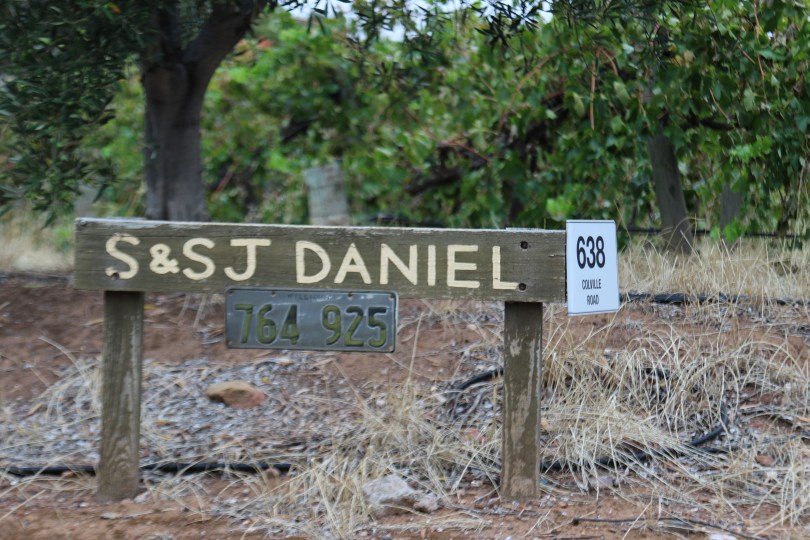 S&SJ DANIEL
638
COLVILLE
ROAD
764 925